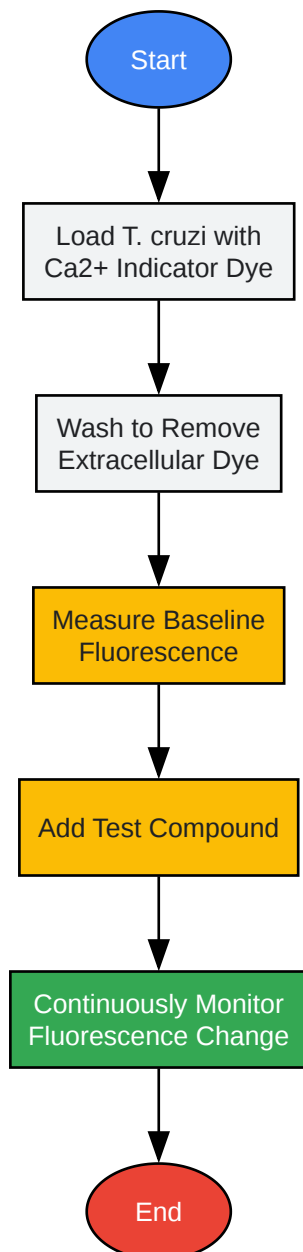 Start
Load T. cruzi with
Ca2+ Indicator Dye
Wash to Remove
Extracellular Dye
Measure Baseline
Fluorescence
Add Test Compound
Continuously Monitor
Fluorescence Change
End